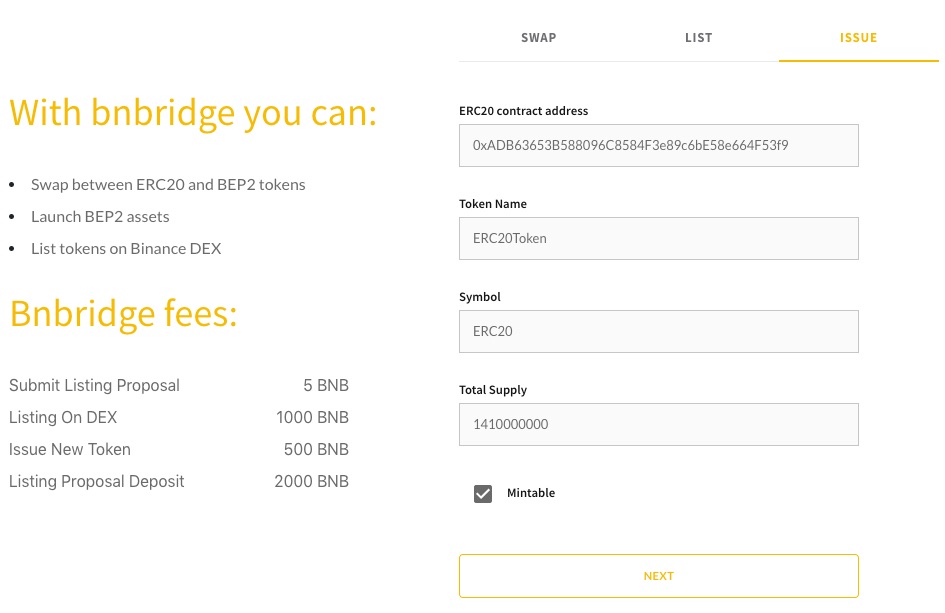 SWAP LIST ISSUE
With bnbridge you can:
Swap between ERC20 and BEP2 tokens
Launch BEP2 assets
List tokens on Binance DEX
Bnbridge fees:
Submit Listing Proposal 5 BNB
Listing On DEX 1000 BNB
Issue New Token 500 BNB
Listing Proposal Deposit 2000 BNB
ERC20 contract address
0xADB63653B588096C8584F3e89c6bE58e664F53f9
Token Name
ERC20Token
Symbol
ERC20
Total Supply
1410000000
Mintable
NEXT